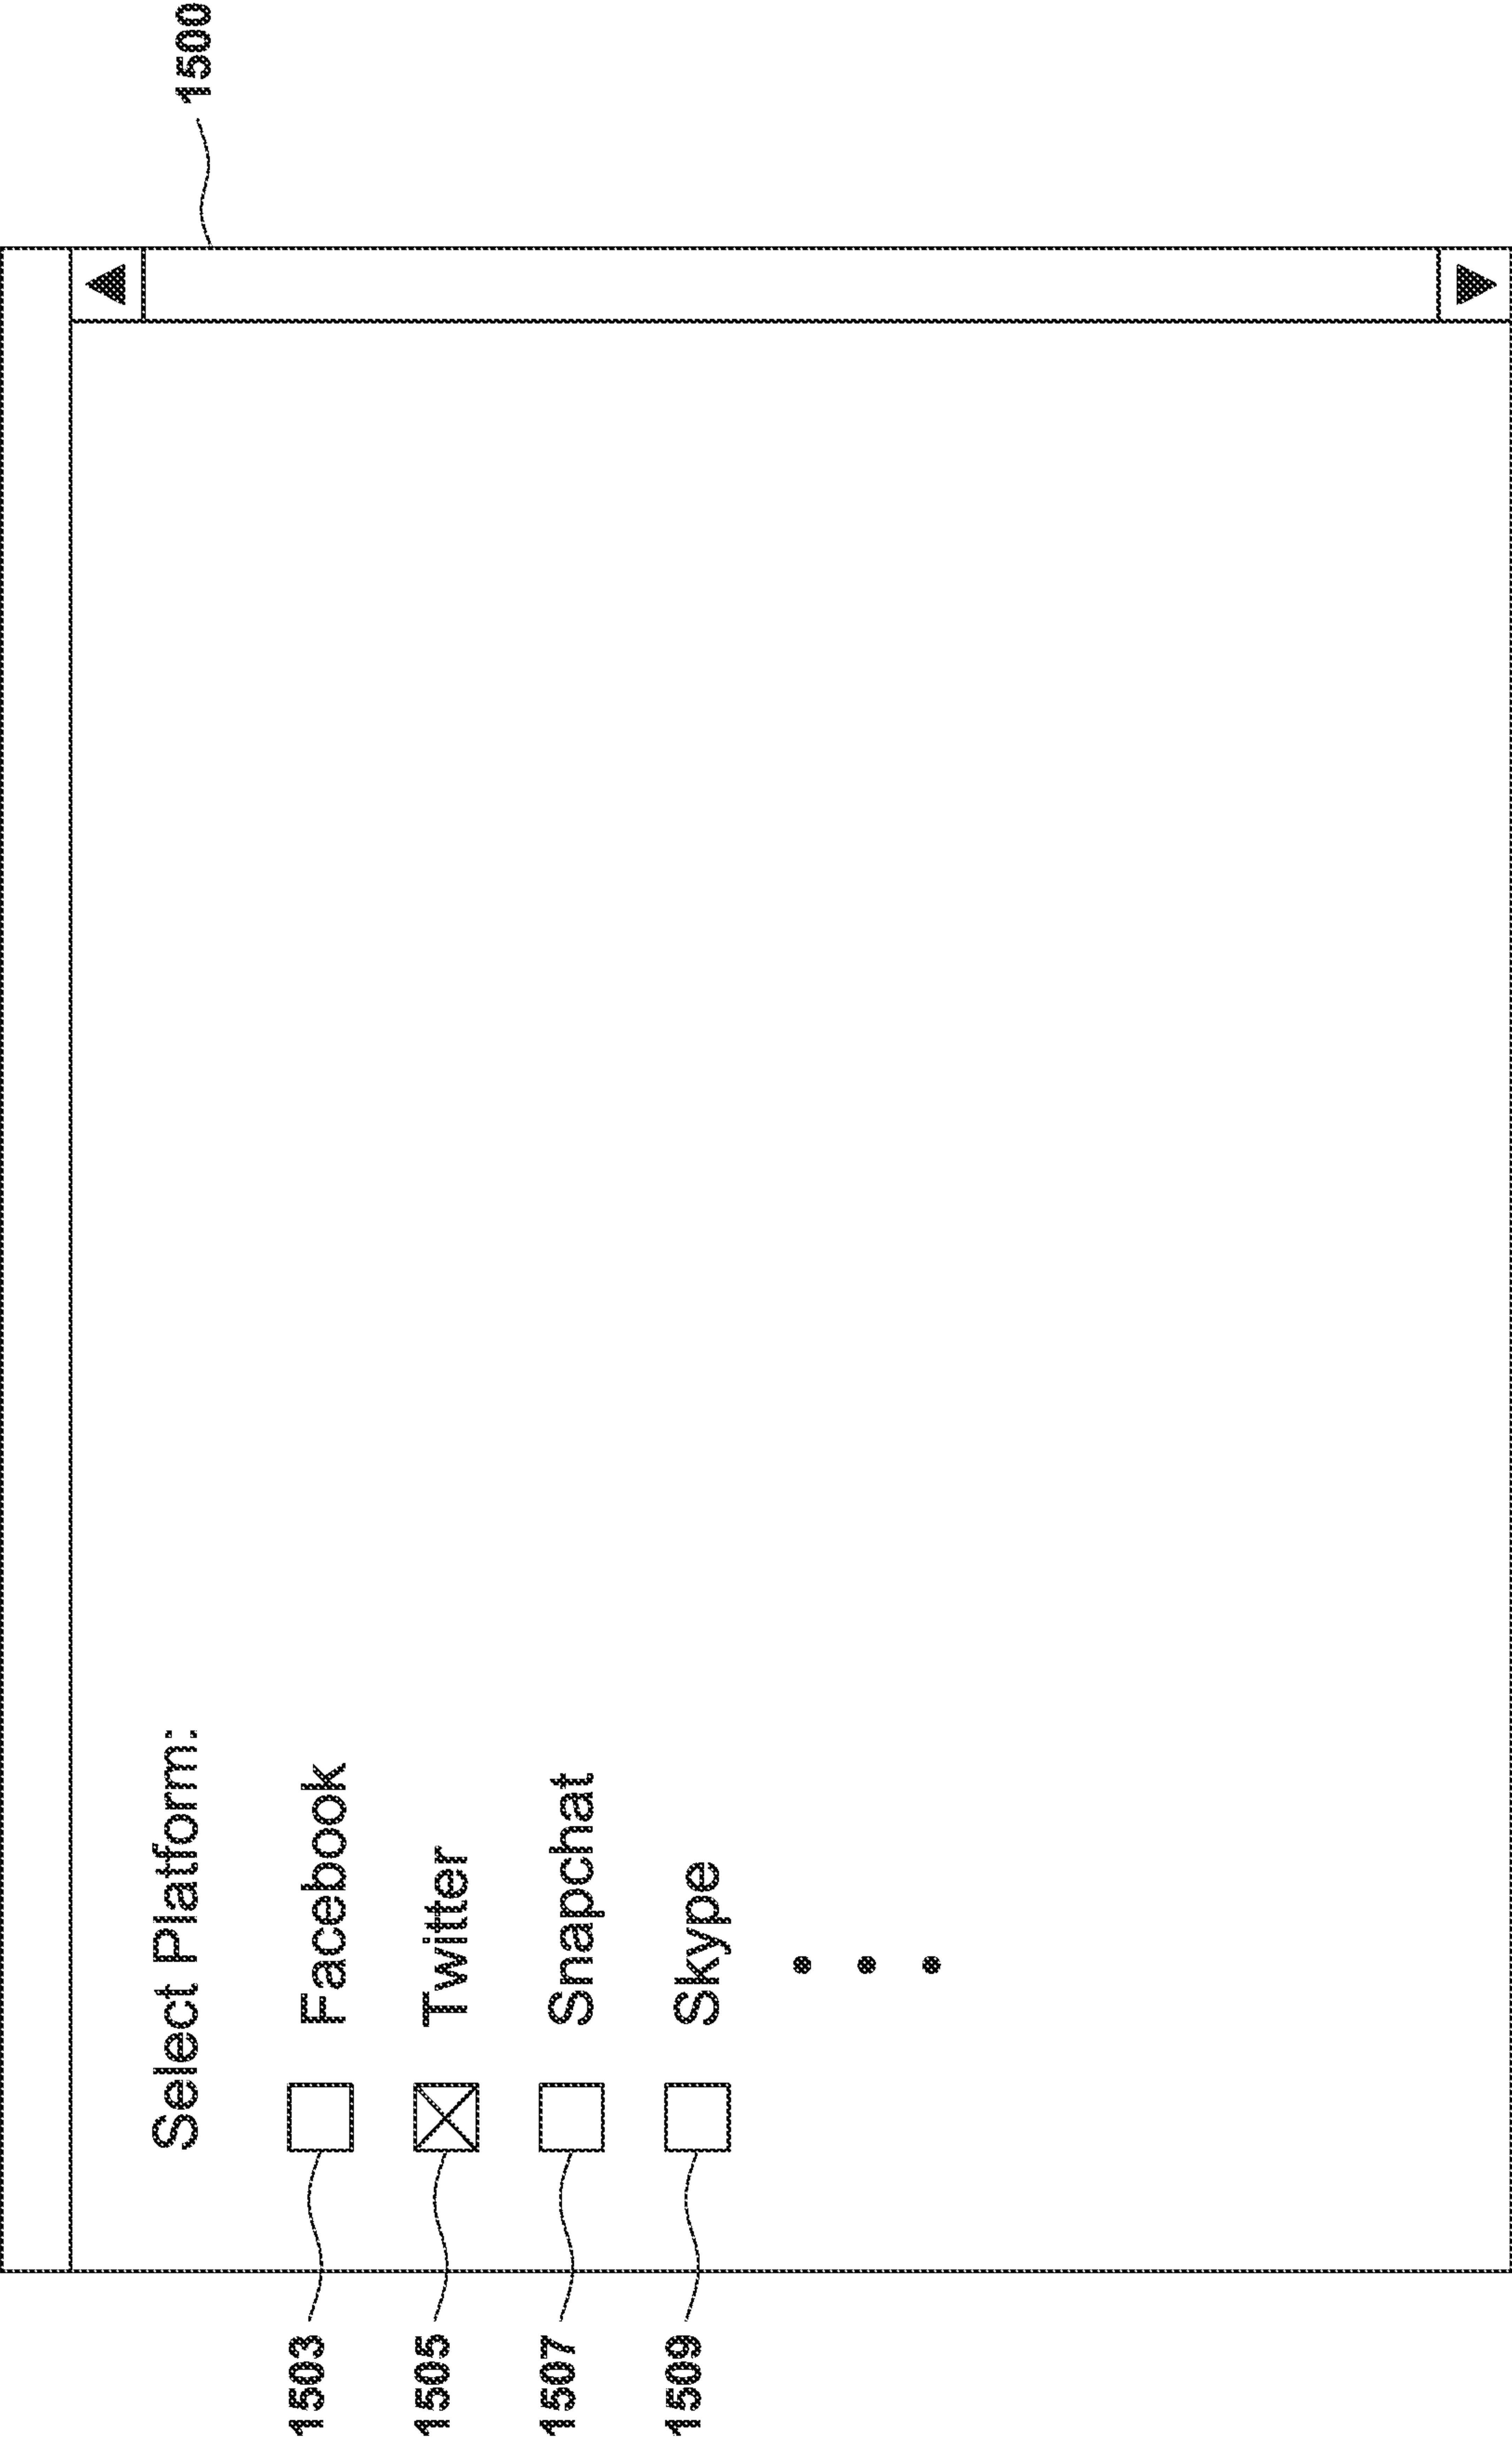 1500
Select Platform:
1503 Facebook
1505 Twitter
1507 Snapchat
1509 Skype